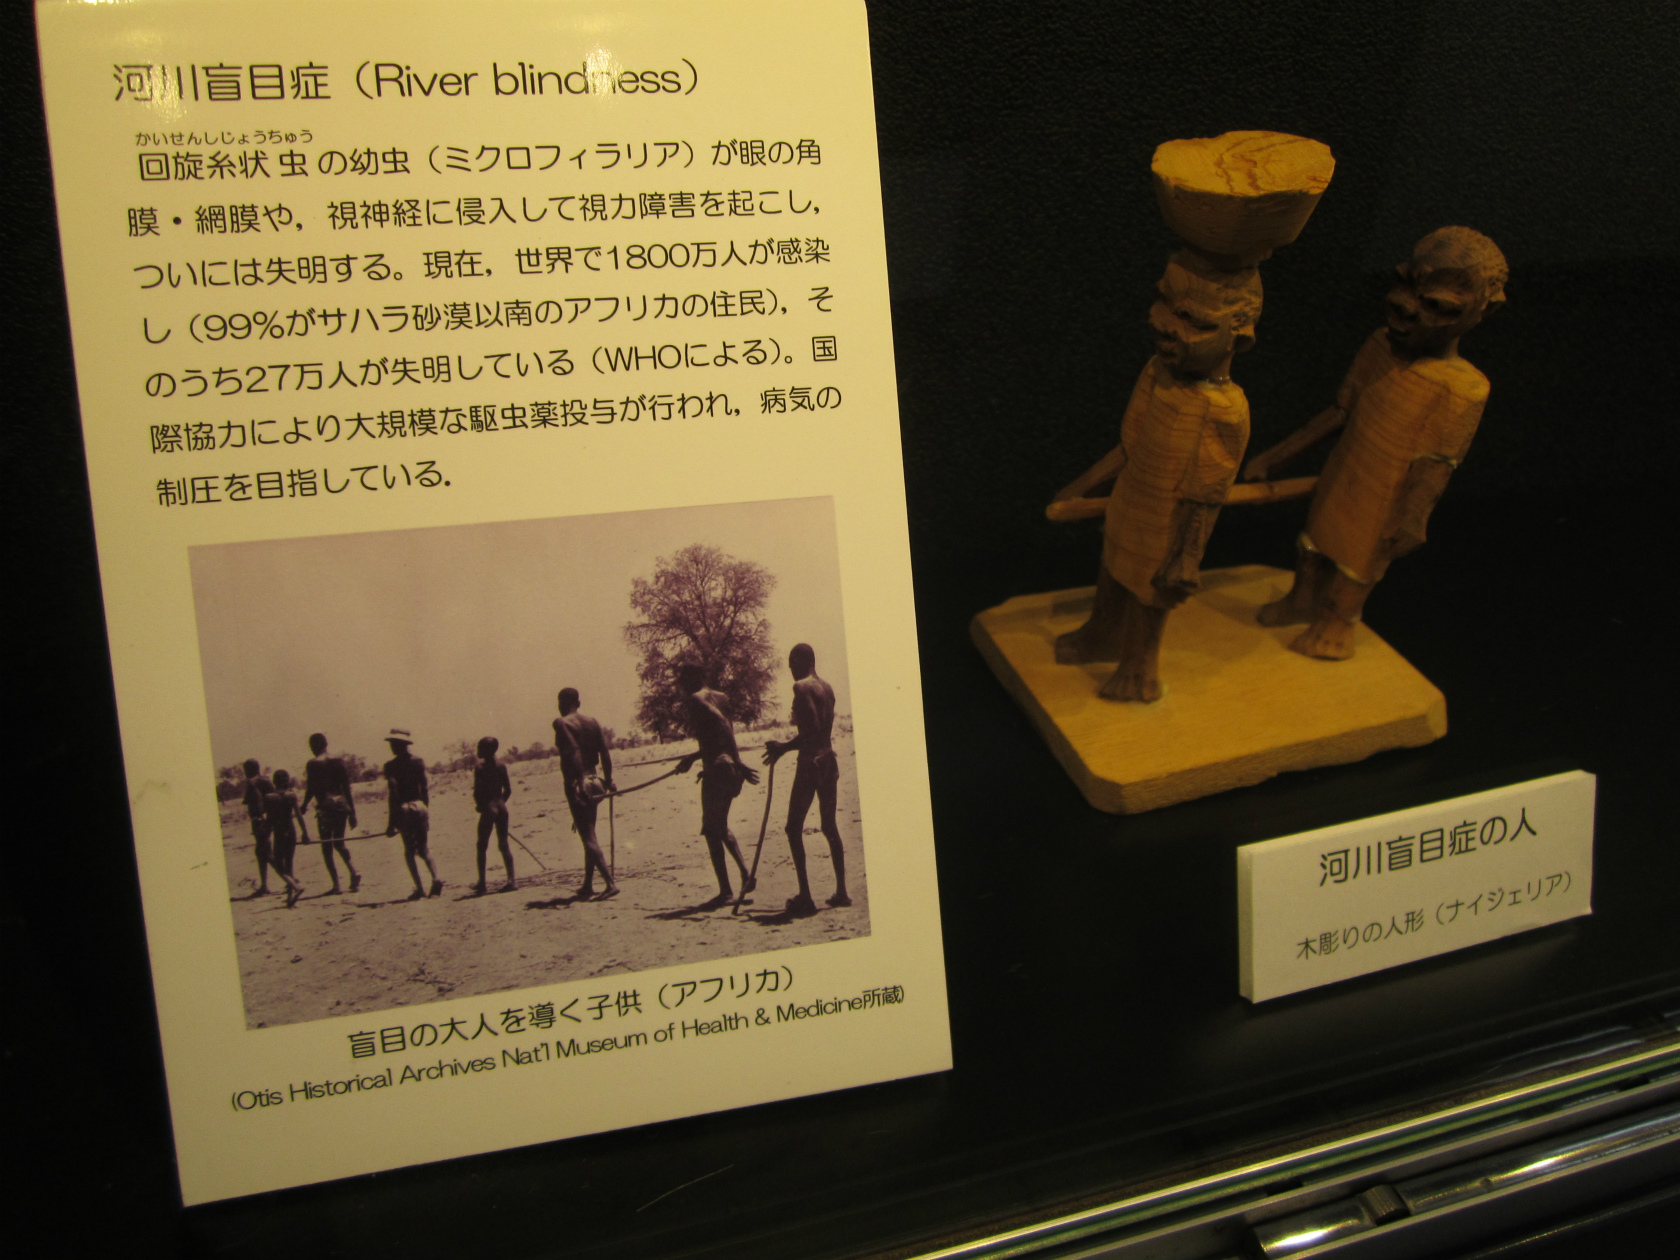 河川盲目症（River blindness）
かいせんしじょうちゅう
回旋糸状虫の幼虫（ミクロフィラリア）が眼の角
膜・網膜や，視神経に侵入して視力障害を起こし，
ついには失明する。現在，世界で1800万人が感染
し（99%がサハラ砂漠以南のアフリカの住民），そ
のうち27万人が失明している（WHOによる）。国
際協力により大規模な駆虫薬投与が行われ，病気の
制圧を目指している．
盲目の大人を導く子供（アフリカ）
(Otis Historical Archives Nat'l Museum of Health & Medicine所蔵)
河川盲目症の人
木彫りの人形（ナイジェリア）